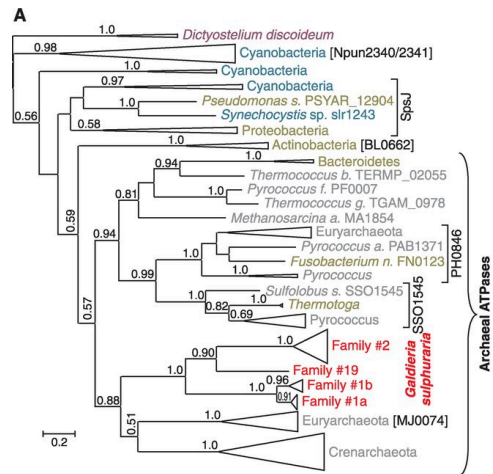 A
1.0 Dictyostelium discoideum
0.98 Cyanobacteria [Npun2340/2341]
1.0 Cyanobacteria
0.97 Cyanobacteria
Pseudomonas s. PSYAR_12904
1.0
0.56 Synechocystis sp. slr1243
0.58 Proteobacteria
SpsJ
1.0 Actinobacteria [BL0662]
1.0 Bacteroidetes
0.94
Thermococcus b. TERMP_02055
0.81 Pyrococcus f. PF0007
1.0
Thermococcus g. TGAM_0978
0.59 Methanosarcina a. MA1854
0.94 Euryarchaeota
1.0 Pyrococcus a. PAB1371
Fusobacterium n. FN0123
0.99 1.0 Pyrococcus
PH0846
Sulfolobus s. SSO1545
1.0
0.82 1.0 Thermotoga
0.69 Pyrococcus
SSO1545
0.57
1.0 Family #2
0.90
Family #19
1.0 0.96 Family #1b
0.91 Family #1a
Galdieria
sulphuraria
0.88
1.0 Euryarchaeota [MJ0074]
0.51
1.0 Crenarchaeota
Archaeal ATPases
0.2